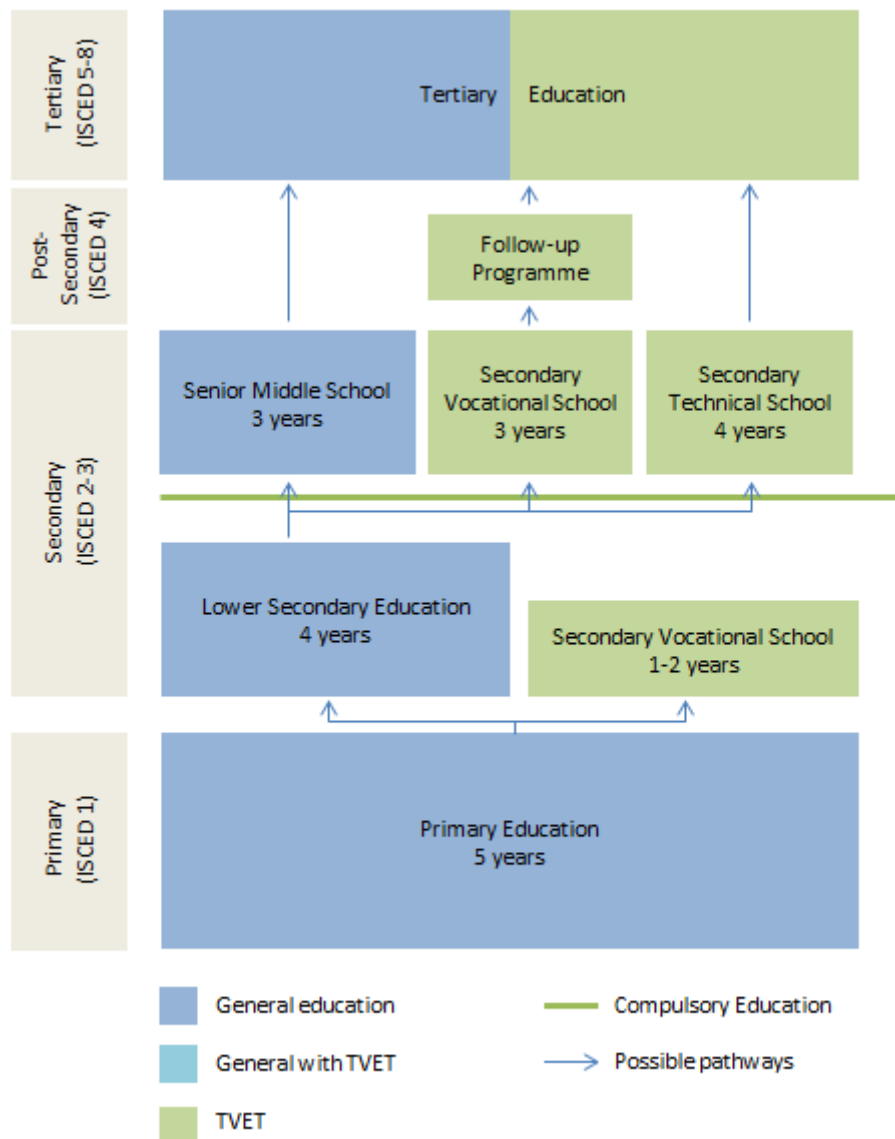 Tertiary
(ISCED 5-8)
Tertiary Education
Post-
Secondary
(ISCED 4)
Follow-up
Programme
Secondary
(ISCED 2-3)
Senior Middle School
3 years
Secondary
Vocational School
3 years
Secondary
Technical School
4 years
Lower Secondary Education
4 years
Secondary Vocational School
1-2 years
Primary
(ISCED 1)
Primary Education
5 years
General education
Compulsory Education
General with TVET
Possible pathways
TVET